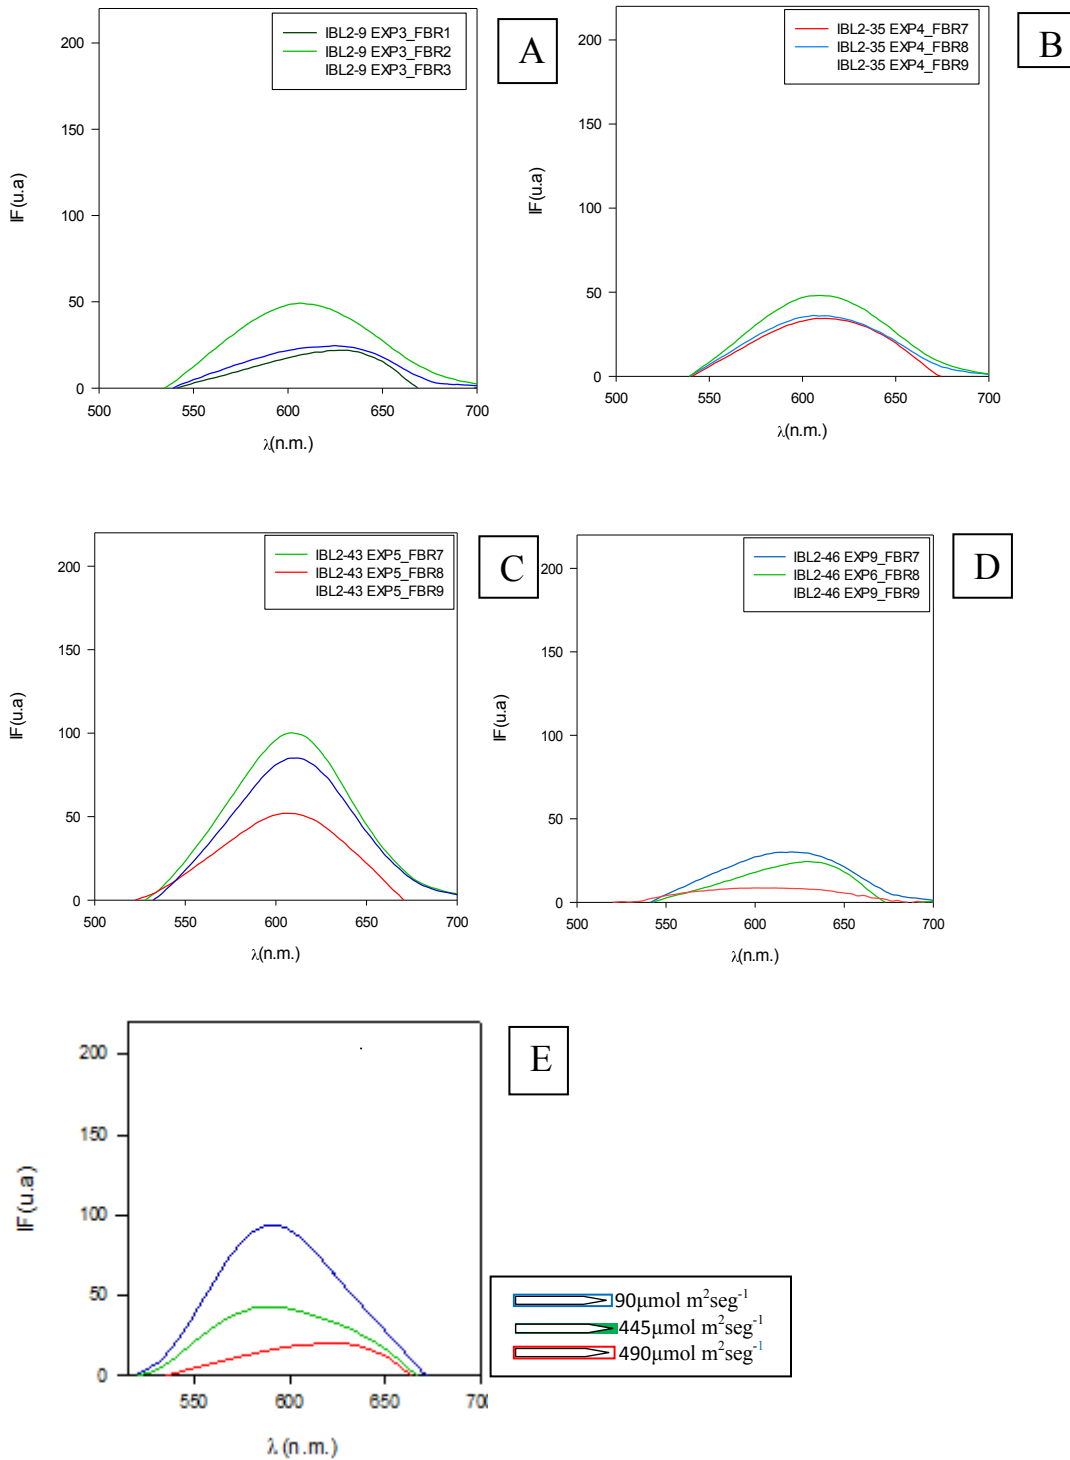 IBL2-9 EXP3_FBR1
IBL2-9 EXP3_FBR2
IBL2-9 EXP3_FBR3
A
200
150
100
50
0
IF(u.a)
500 550 600 650 700
λ(n.m.)
IBL2-35 EXP4_FBR7
IBL2-35 EXP4_FBR8
IBL2-35 EXP4_FBR9
B
200
150
100
50
0
IF(u.a)
500 550 600 650 700
λ(n.m.)
IBL2-43 EXP5_FBR7
IBL2-43 EXP5_FBR8
IBL2-43 EXP5_FBR9
C
200
150
100
50
0
IF(u.a)
500 550 600 650 700
λ(n.m.)
IBL2-46 EXP9_FBR7
IBL2-46 EXP6_FBR8
IBL2-46 EXP9_FBR9
D
200
150
100
50
0
IF(u.a)
500 550 600 650 700
λ(n.m.)
E
200
150
100
50
0
IF(u.a)
550 600 650 700
λ (n.m.)
90μmol m²seg⁻¹
445μmol m²seg⁻¹
490μmol m²seg⁻¹